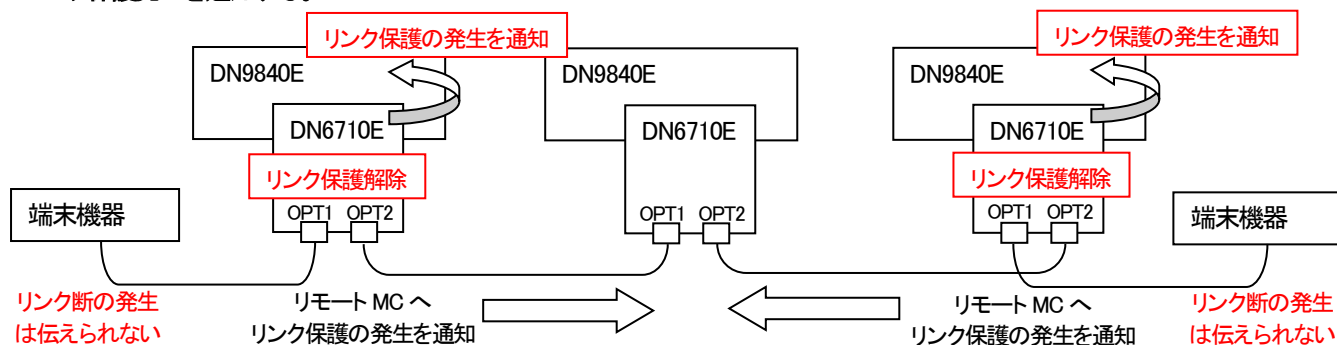 リンク保護の発生を通知
DN9840E
DN6710E
リンク保護解除
OPT1 OPT2
端末機器
リンク断の発生
は伝えられない
リモート MC へ
リンク保護の発生を通知
DN9840E
DN6710E
OPT1 OPT2
リンク保護の発生を通知
DN9840E
DN6710E
リンク保護解除
OPT1 OPT2
端末機器
リモート MC へ
リンク保護の発生を通知
リンク断の発生
は伝えられない